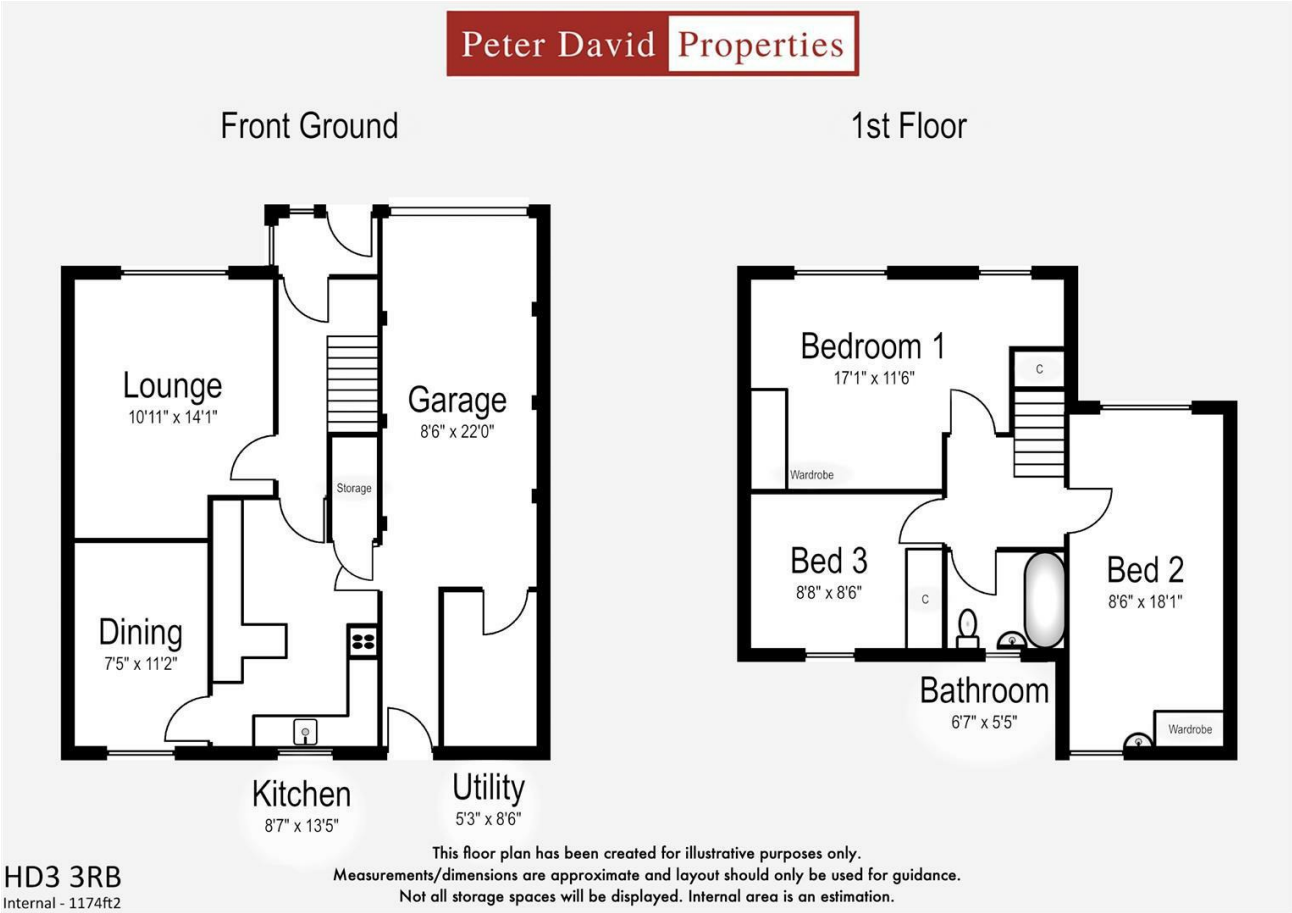 Peter David Properties
Front Ground
1st Floor
Lounge
10'11" x 14'1"
Garage
8'6" x 22'0"
Storage
Dining
7'5" x 11'2"
Kitchen
8'7" x 13'5"
Utility
5'3" x 8'6"
Bedroom 1
17'1" x 11'6"
C
Wardrobe
Bed 3
8'8" x 8'6"
C
Bed 2
8'6" x 18'1"
Bathroom
6'7" x 5'5"
Wardrobe
This floor plan has been created for illustrative purposes only.
Measurements/dimensions are approximate and layout should only be used for guidance.
Not all storage spaces will be displayed. Internal area is an estimation.
HD3 3RB
Internal - 1174ft2